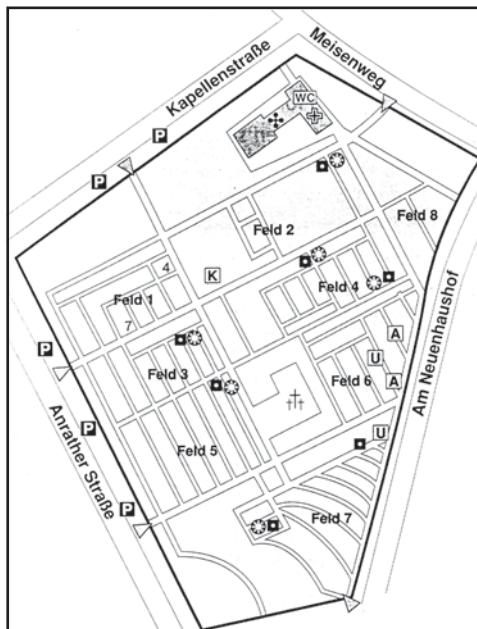 Kapellenstraße
Meisenweg
P
WC
P
Feld 8
Feld 2
4
K
Feld 4
Feld 1
7
P
A
Feld 3
U
Feld 6
A
Am Neuenhaushof
Anrather Straße
P
U
Feld 5
P
Feld 7